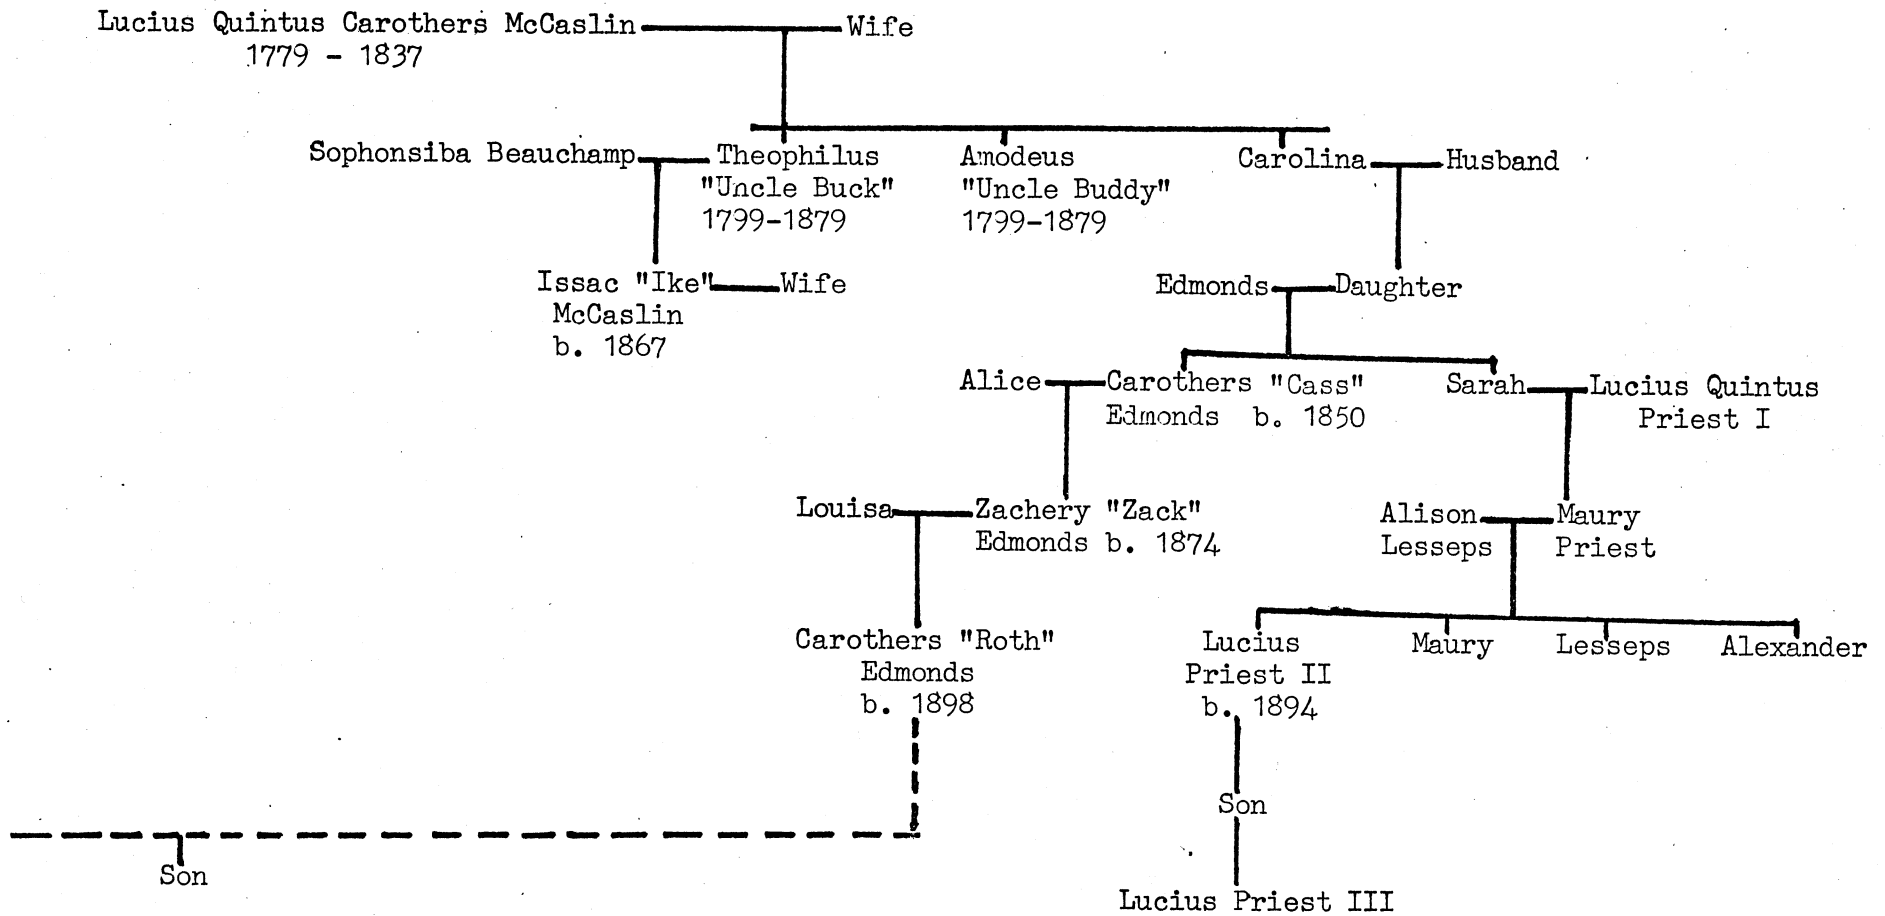 Lucius Quintus Carothers McCaslin Wife
1779 - 1837
Sophonsiba Beauchamp Theophilus Amodeus Carolina Husband
"Uncle Buck" "Uncle Buddy"
1799-1879 1799-1879
Issac "Ike" Wife Edmonds Daughter
McCaslin
b. 1867
Alice Carothers "Cass" Sarah Lucius Quintus
Edmonds b. 1850 Priest I
Louisa Zachery "Zack" Alison Maury
Edmonds b. 1874 Lesseps Priest
Carothers "Roth" Lucius Maury Lesseps Alexander
Edmonds Priest II
b. 1898 b. 1894
Son
Son
Lucius Priest III